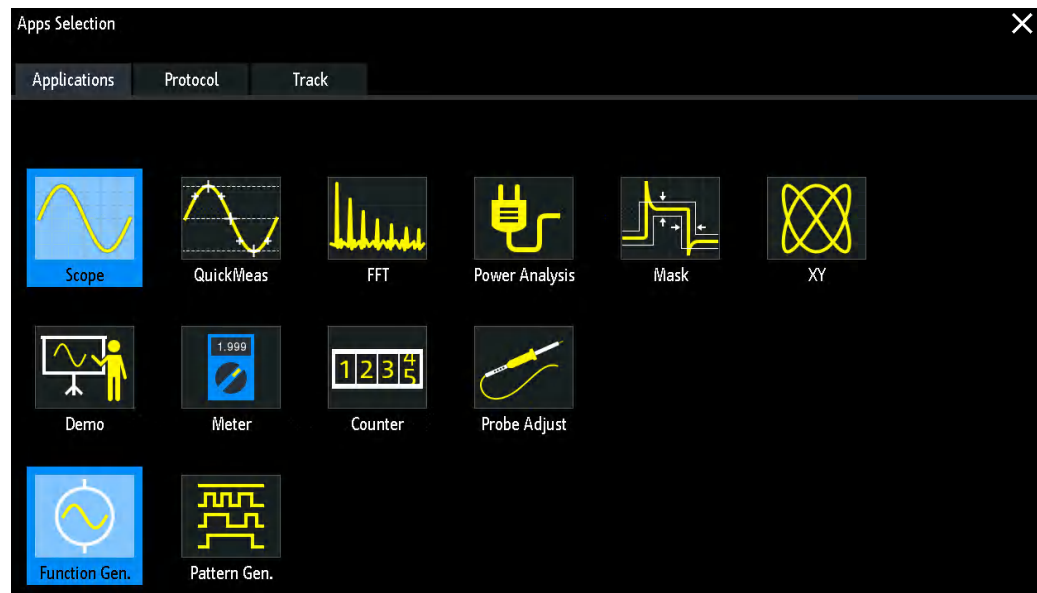 Apps Selection
Applications Protocol Track
Scope QuickMeas FFT Power Analysis Mask XY
1.999
1 2 3 4
5
Demo Meter Counter Probe Adjust
Function Gen. Pattern Gen.